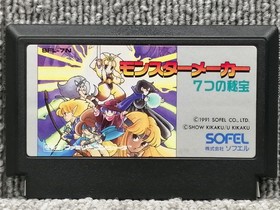 BFL-7N
モンスターメーカー
7つの秘宝
©1991 SOFEL CO., LTD.
©SHOW KIKAKU/U KIKAKU
SOFEL
株式会社 ソフエル